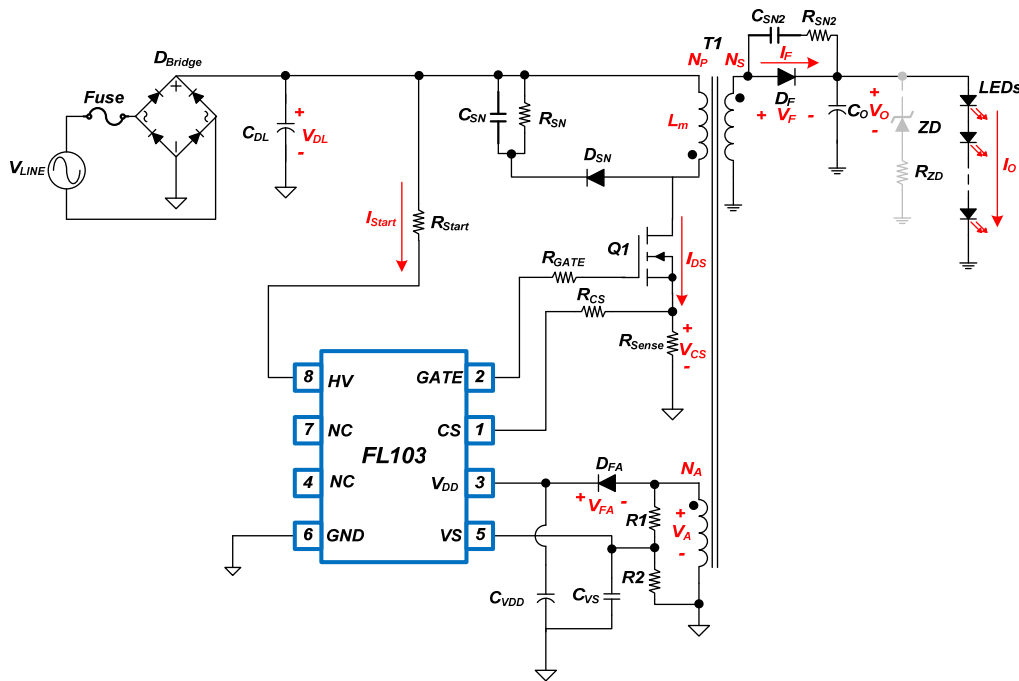 C_SN2
R_SN2
T1
N_P
N_S
I_F
D_Bridge
+
-
Fuse
V_LINE
C_DL
+
V_DL
-
C_SN
R_SN
D_SN
L_m
D_F
+ V_F -
C_O
+
V_O
-
ZD
R_ZD
LEDs
I_O
I_Start
R_Start
Q1
I_DS
R_GATE
R_CS
R_Sense
+
V_CS
-
8 HV
GATE 2
7 NC
CS 1
FL103
4 NC
V_DD 3
6 GND
VS 5
D_FA
+ V_FA -
N_A
R1
+
V_A
-
R2
C_VDD
C_VS